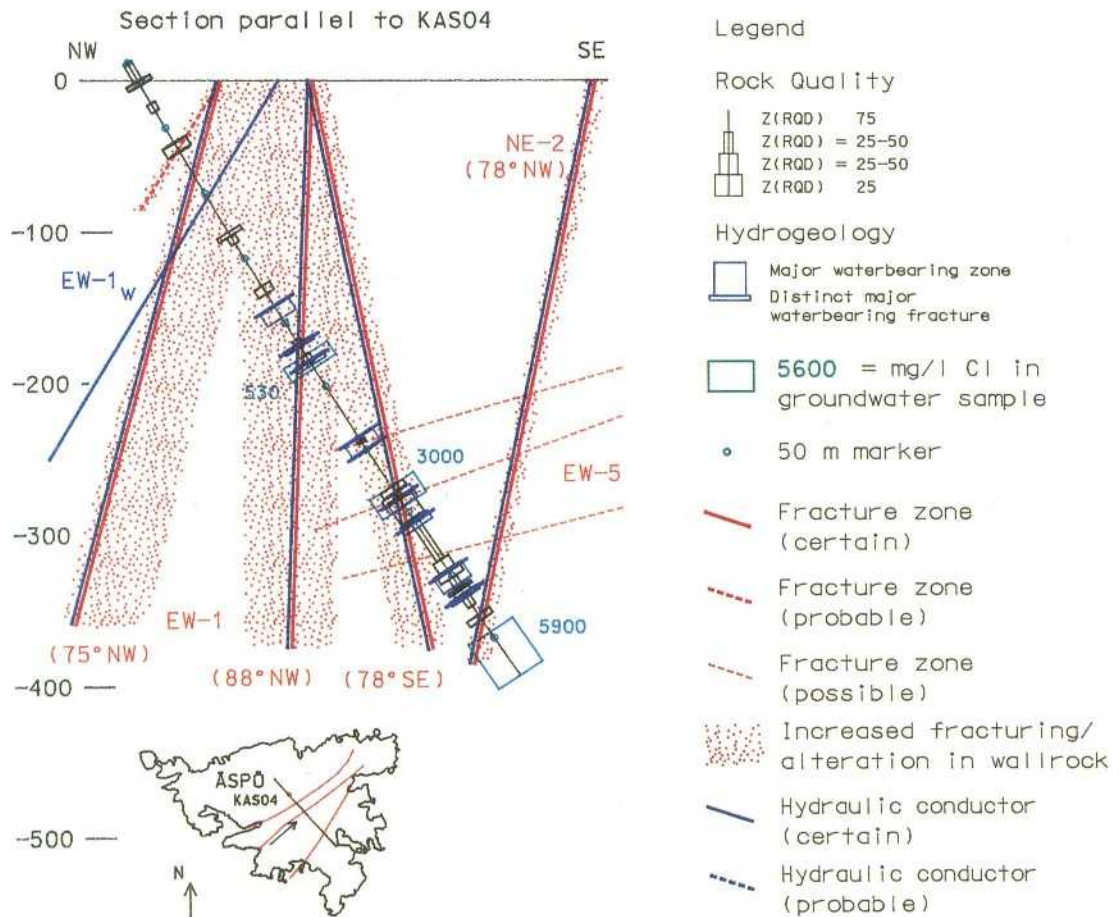 Section parallel to KAS04
NW
SE
0
-100
-200
-300
-400
-500
NE-2
(78°NW)
EW-1w
530
3000
EW-5
5900
EW-1
(75°NW)
(88°NW)
(78°SE)
ÄSPÖ
KAS04
N
Legend
Rock Quality
Z(RQD) 75
Z(RQD) = 25-50
Z(RQD) = 25-50
Z(RQD) 25
Hydrogeology
Major waterbearing zone
Distinct major
waterbearing fracture
5600 = mg/l Cl in
groundwater sample
50 m marker
Fracture zone
(certain)
Fracture zone
(probable)
Fracture zone
(possible)
Increased fracturing/
alteration in wallrock
Hydraulic conductor
(certain)
Hydraulic conductor
(probable)